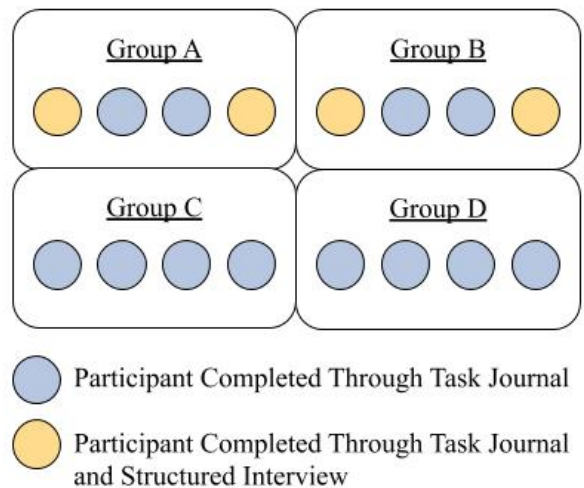 Group A
Group B
Group C
Group D
Participant Completed Through Task Journal
Participant Completed Through Task Journal
and Structured Interview